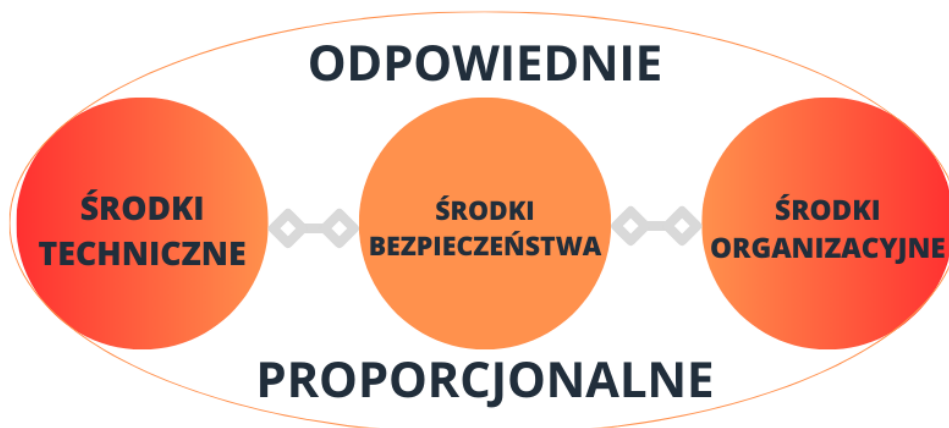 ODPOWIEDNIE
ŚRODKI
TECHNICZNE
ŚRODKI
BEZPIECZEŃSTWA
ŚRODKI
ORGANIZACYJNE
PROPORCJONALNE